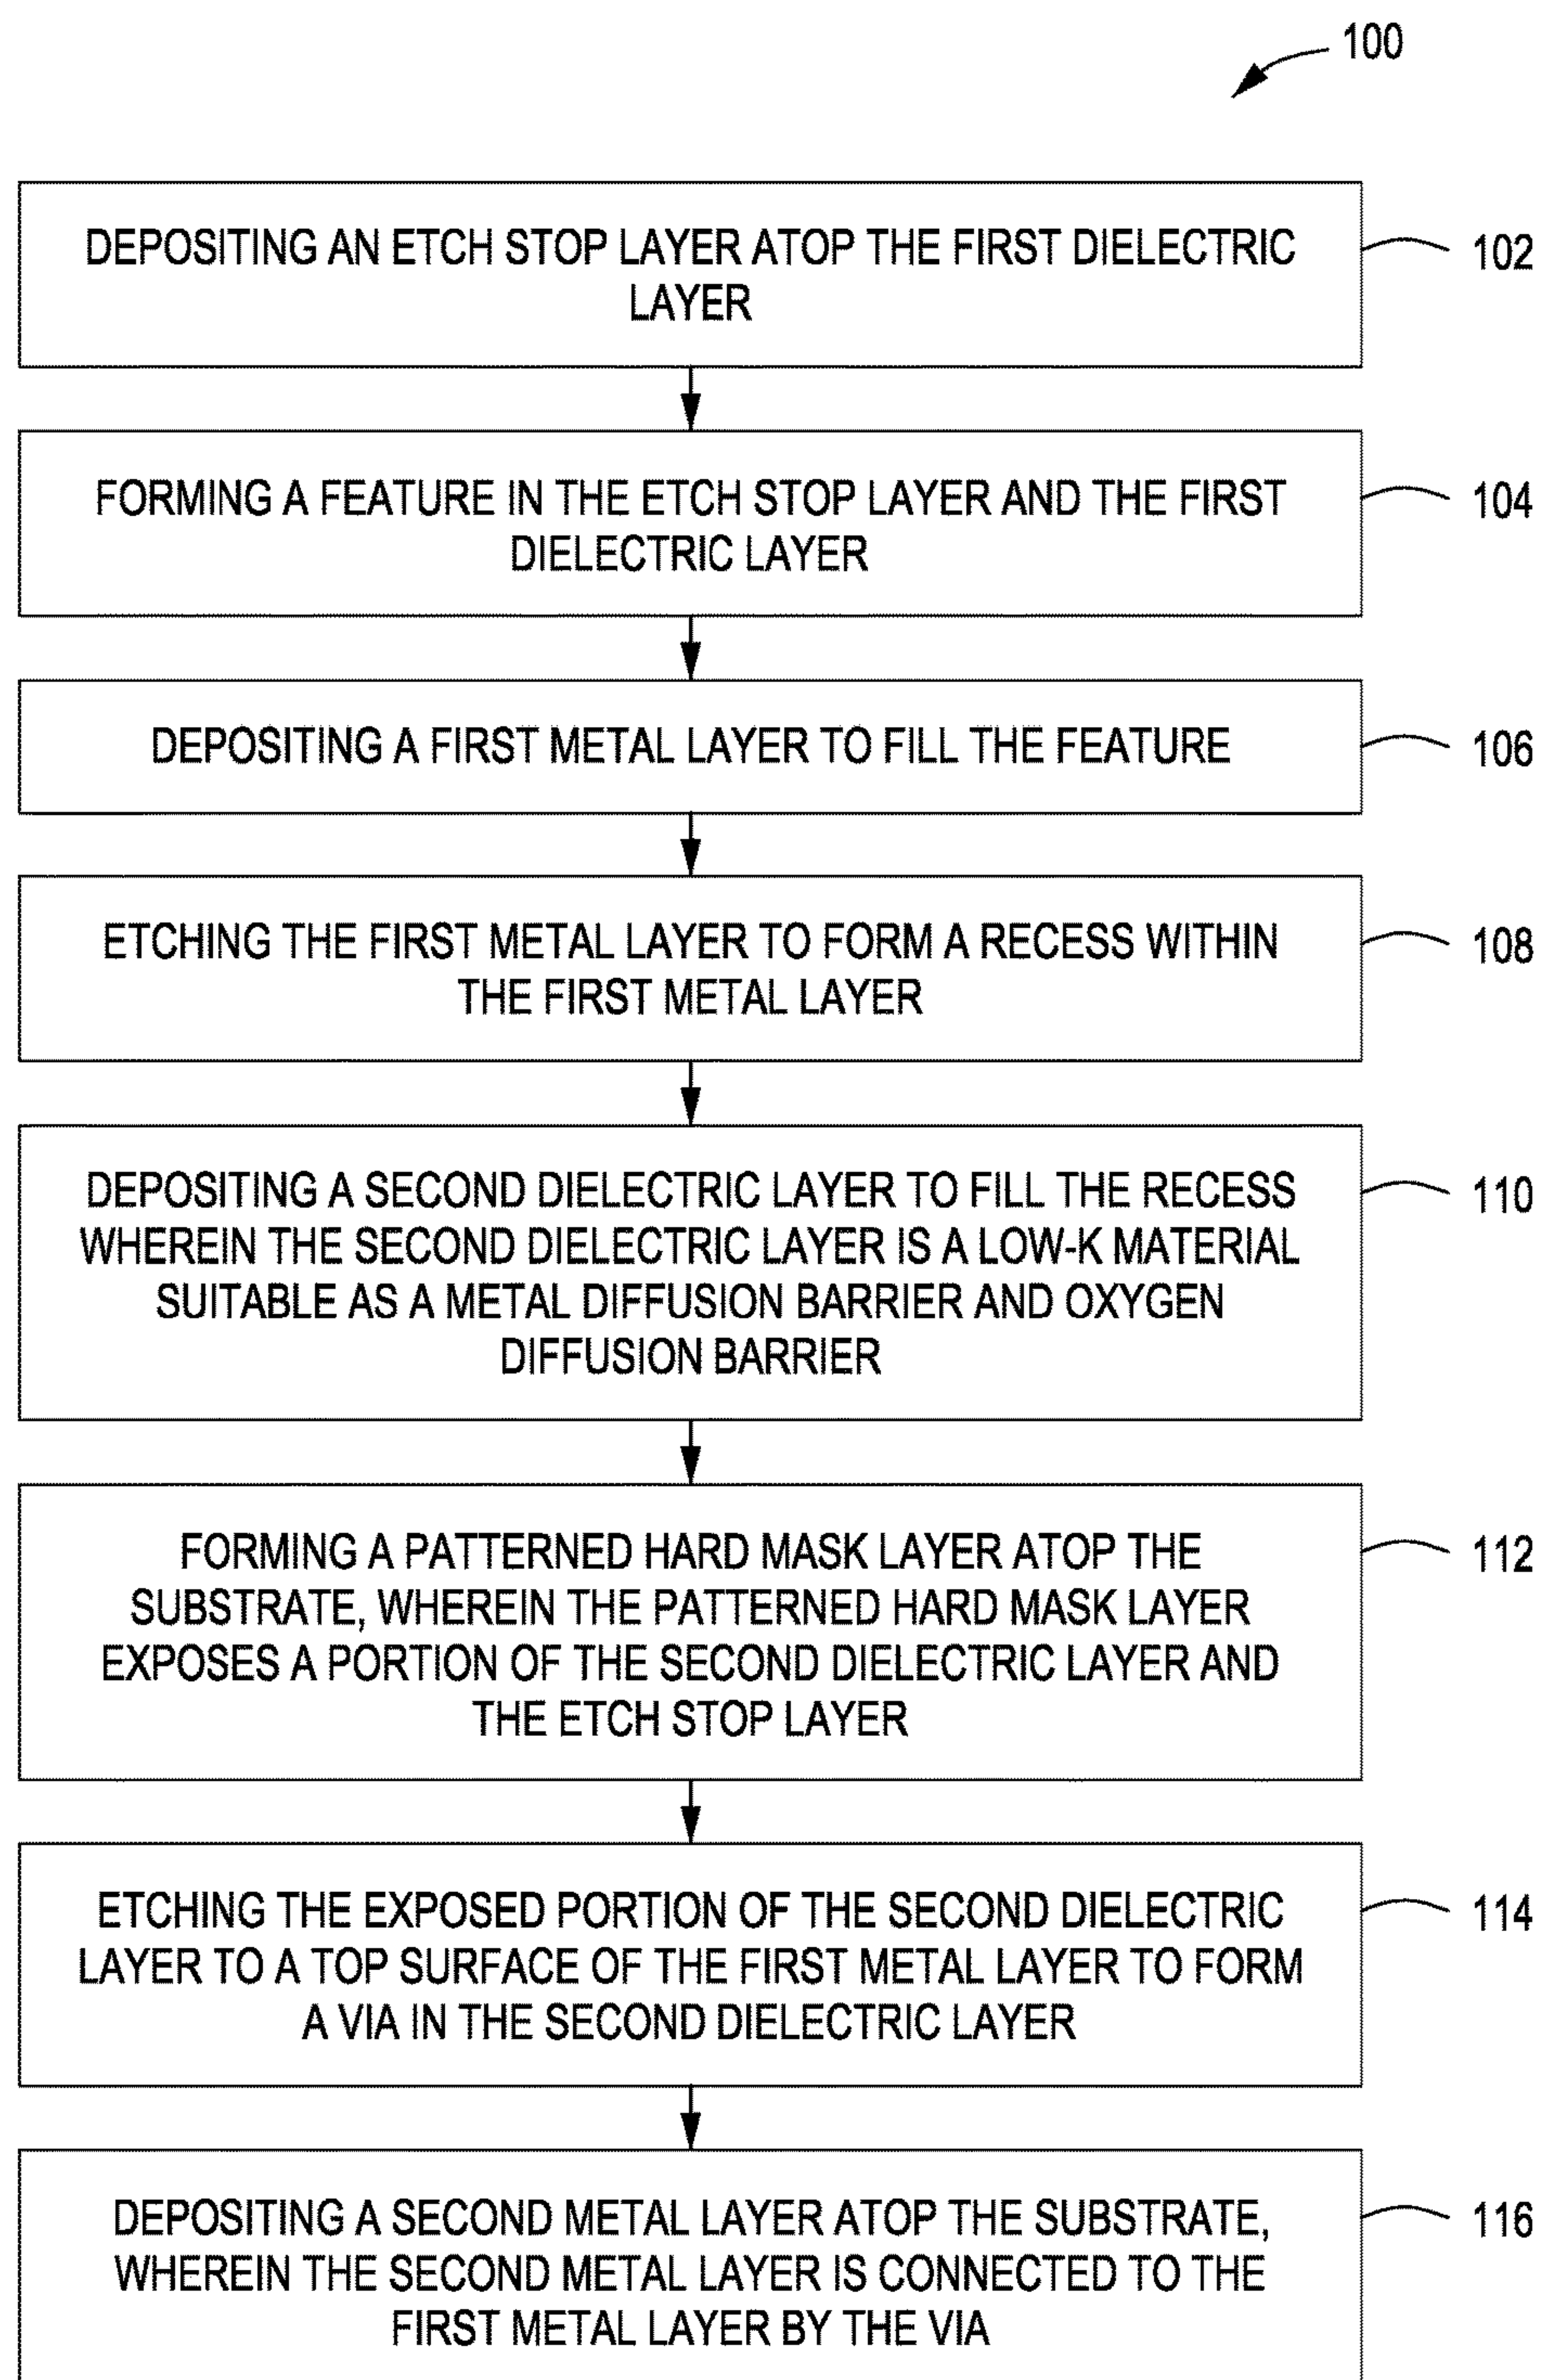 100
DEPOSITING AN ETCH STOP LAYER ATOP THE FIRST DIELECTRIC
LAYER
102
FORMING A FEATURE IN THE ETCH STOP LAYER AND THE FIRST
DIELECTRIC LAYER
104
DEPOSITING A FIRST METAL LAYER TO FILL THE FEATURE
106
ETCHING THE FIRST METAL LAYER TO FORM A RECESS WITHIN
THE FIRST METAL LAYER
108
DEPOSITING A SECOND DIELECTRIC LAYER TO FILL THE RECESS
WHEREIN THE SECOND DIELECTRIC LAYER IS A LOW-K MATERIAL
SUITABLE AS A METAL DIFFUSION BARRIER AND OXYGEN
DIFFUSION BARRIER
110
FORMING A PATTERNED HARD MASK LAYER ATOP THE
SUBSTRATE, WHEREIN THE PATTERNED HARD MASK LAYER
EXPOSES A PORTION OF THE SECOND DIELECTRIC LAYER AND
THE ETCH STOP LAYER
112
ETCHING THE EXPOSED PORTION OF THE SECOND DIELECTRIC
LAYER TO A TOP SURFACE OF THE FIRST METAL LAYER TO FORM
A VIA IN THE SECOND DIELECTRIC LAYER
114
DEPOSITING A SECOND METAL LAYER ATOP THE SUBSTRATE,
WHEREIN THE SECOND METAL LAYER IS CONNECTED TO THE
FIRST METAL LAYER BY THE VIA
116